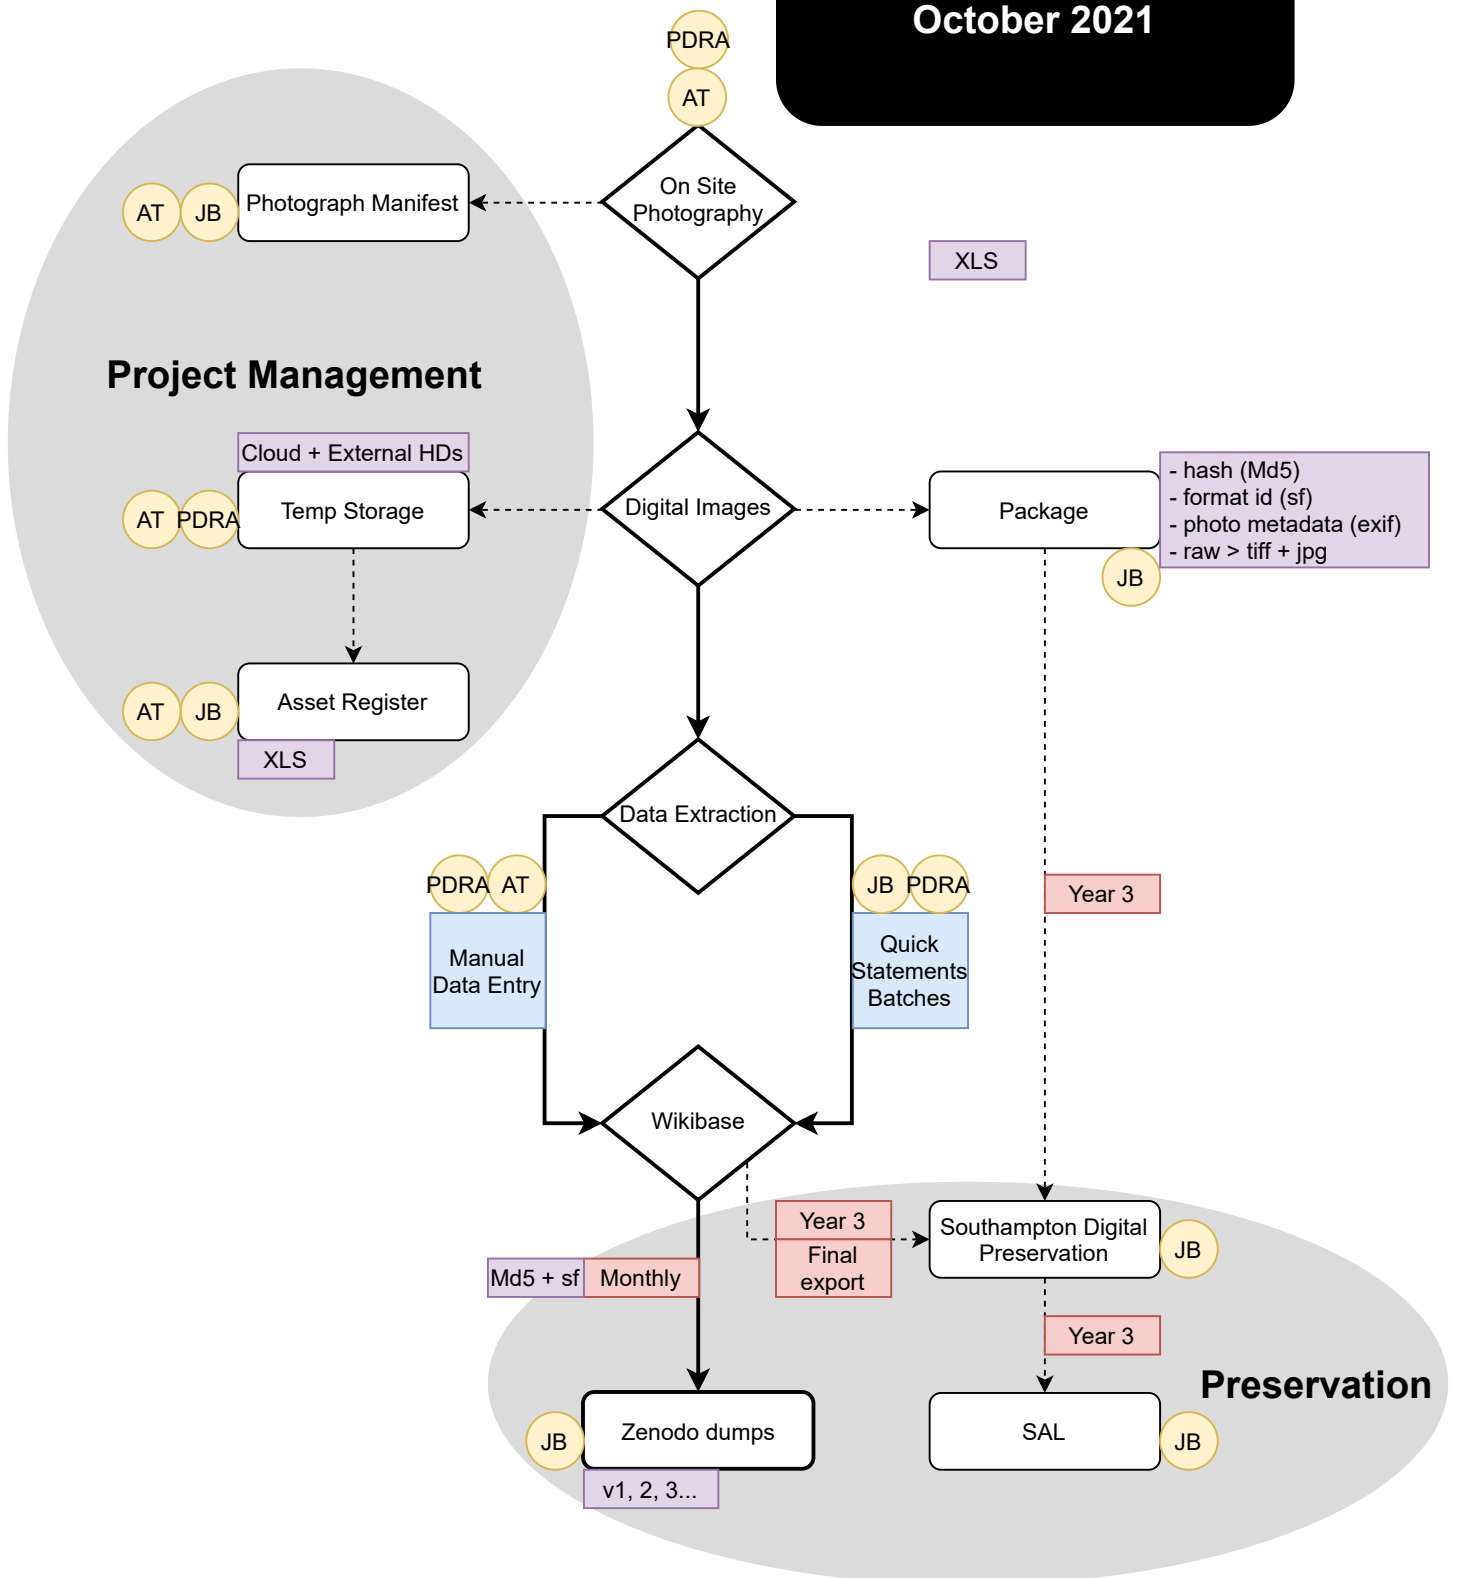 October 2021
PDRA
AT
On Site
Photography
AT
JB
Photograph Manifest
XLS
Project Management
Cloud + External HDs
AT
PDRA
Temp Storage
Digital Images
Package
- hash (Md5)
- format id (sf)
- photo metadata (exif)
- raw > tiff + jpg
JB
AT
JB
Asset Register
XLS
Data Extraction
PDRA
AT
Manual
Data Entry
JB
PDRA
Quick
Statements
Batches
Year 3
Wikibase
Year 3
Final
export
Southampton Digital
Preservation
JB
Md5 + sf
Monthly
Year 3
Preservation
JB
Zenodo dumps
v1, 2, 3...
SAL
JB